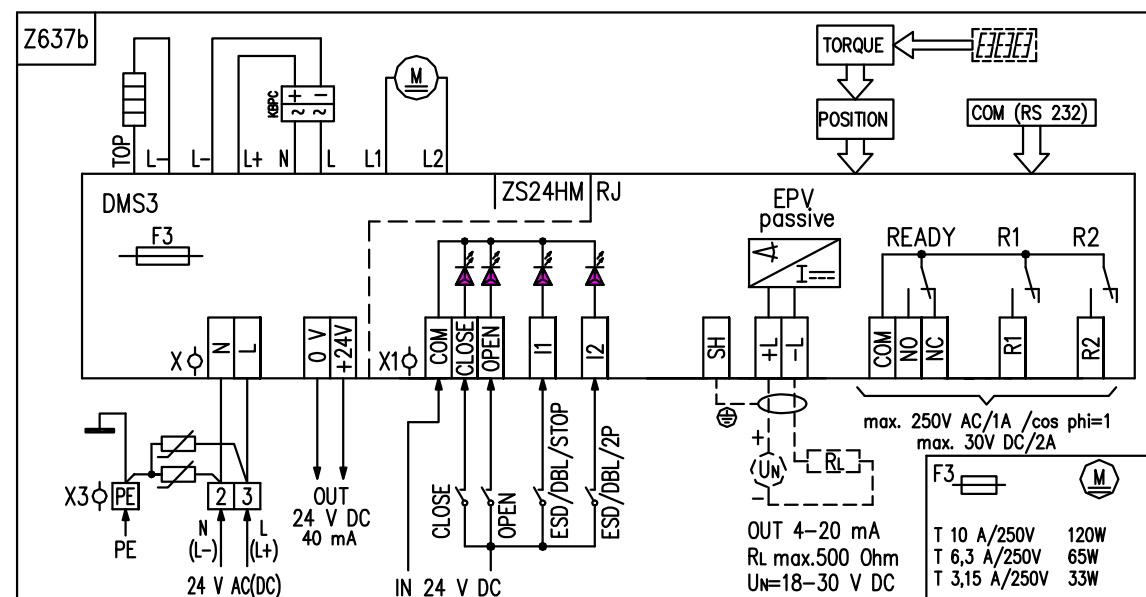 Z637b
TORQUE
POSITION
COM (RS 232)
KBPC
+ −
~ ~
M
TOP
L−
L−
L+
N
L
L1
L2
DMS3
F3
ZS24HM
RJ
EPV
passive
I
READY
R1
R2
X
N
L
0 V
+24V
X1
COM
CLOSE
OPEN
I1
I2
SH
+L
-L
COM
NO
NC
R1
R2
max. 250V AC/1A /cos phi=1
max. 30V DC/2A
X3
PE
2
3
PE
N
(L−)
L
(L+)
24 V AC(DC)
OUT
24 V DC
40 mA
CLOSE
OPEN
ESD/DBL/STOP
ESD/DBL/2P
IN 24 V DC
+
UN
−
RL
OUT 4−20 mA
RL max.500 Ohm
UN=18−30 V DC
F3
M
T 10 A/250V 120W
T 6,3 A/250V 65W
T 3,15 A/250V 33W